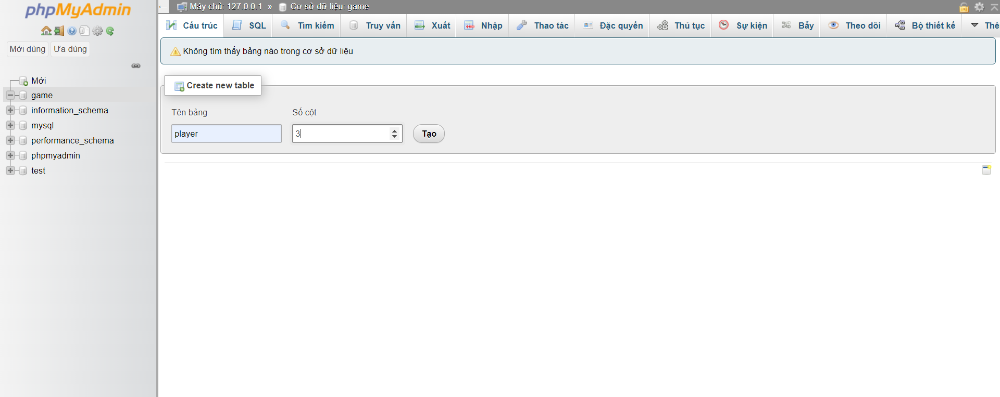 phpMyAdmin
Mới dùng Ưa dùng
Mới
game
information_schema
mysql
performance_schema
phpmyadmin
test
Máy chủ: 127.0.0.1 » Cơ sở dữ liệu: game
Cấu trúc SQL Tìm kiếm Truy vấn Xuất Nhập Thao tác Đặc quyền Thủ tục Sự kiện Bẫy Theo dõi Bộ thiết kế Thê
Không tìm thấy bảng nào trong cơ sở dữ liệu
Create new table
Tên bảng Số cột
player 3 Tạo